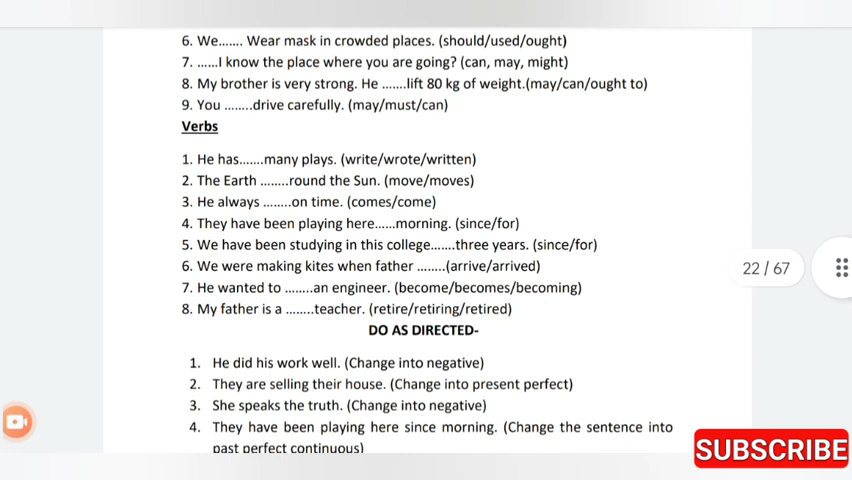 6. We....... Wear mask in crowded places. (should/used/ought)
7. ......I know the place where you are going? (can, may, might)
8. My brother is very strong. He .......lift 80 kg of weight.(may/can/ought to)
9. You ........drive carefully. (may/must/can)
Verbs
1. He has.......many plays. (write/wrote/written)
2. The Earth ........round the Sun. (move/moves)
3. He always ........on time. (comes/come)
4. They have been playing here......morning. (since/for)
5. We have been studying in this college.......three years. (since/for)
6. We were making kites when father ........(arrive/arrived)
7. He wanted to ........an engineer. (become/becomes/becoming)
8. My father is a ........teacher. (retire/retiring/retired)
DO AS DIRECTED-
1. He did his work well. (Change into negative)
2. They are selling their house. (Change into present perfect)
3. She speaks the truth. (Change into negative)
4. They have been playing here since morning. (Change the sentence into
past perfect continuous)
22 / 67
SUBSCRIBE